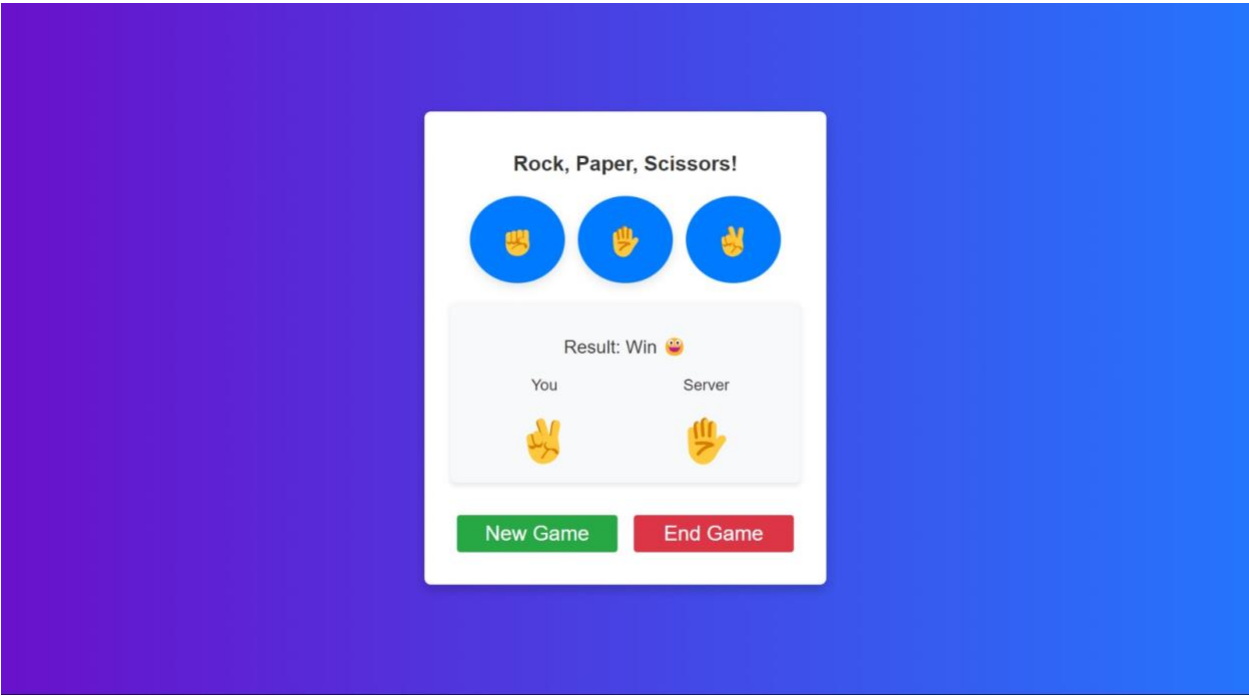 Rock, Paper, Scissors!
Result: Win
You Server
New Game End Game